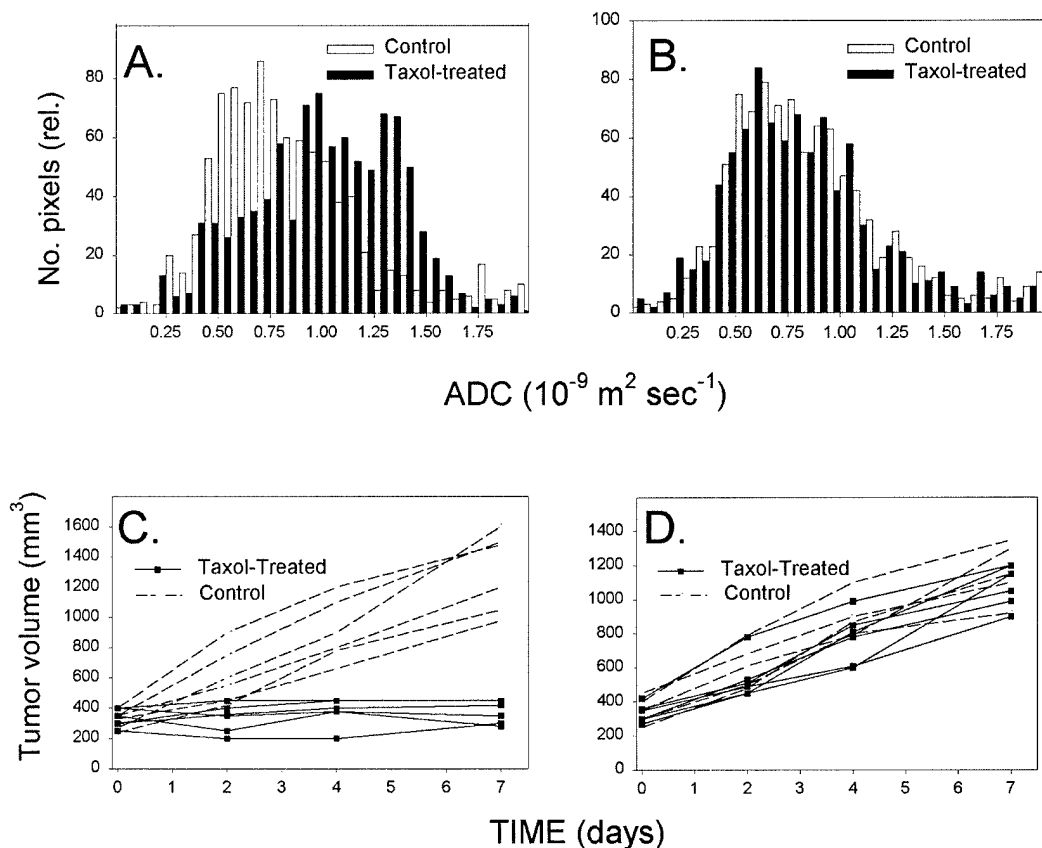 A.
Control
Taxol-treated
No. pixels (rel.)
80
60
40
20
0
0.25 0.50 0.75 1.00 1.25 1.50 1.75
B.
Control
Taxol-treated
100
80
60
40
20
0
0.25 0.50 0.75 1.00 1.25 1.50 1.75
ADC (10⁻⁹ m² sec⁻¹)
C.
Taxol-Treated
Control
Tumor volume (mm³)
1600
1400
1200
1000
800
600
400
200
0
0 1 2 3 4 5 6 7
D.
Taxol-Treated
Control
1400
1200
1000
800
600
400
200
0
0 1 2 3 4 5 6 7
TIME (days)